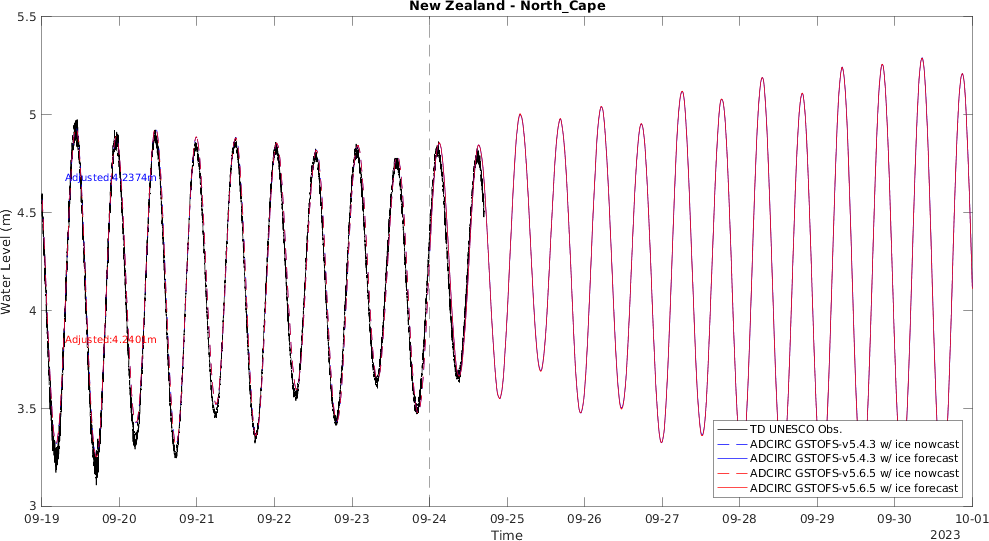 New Zealand - North_Cape
5.5
5
4.5
4
3.5
3
Water Level (m)
Adjusted:4.2374m
Adjusted:4.2401m
TD UNESCO Obs.
ADCIRC GSTOFS-v5.4.3 w/ ice nowcast
ADCIRC GSTOFS-v5.4.3 w/ ice forecast
ADCIRC GSTOFS-v5.6.5 w/ ice nowcast
ADCIRC GSTOFS-v5.6.5 w/ ice forecast
09-19 09-20 09-21 09-22 09-23 09-24 09-25 09-26 09-27 09-28 09-29 09-30 10-01
Time
2023